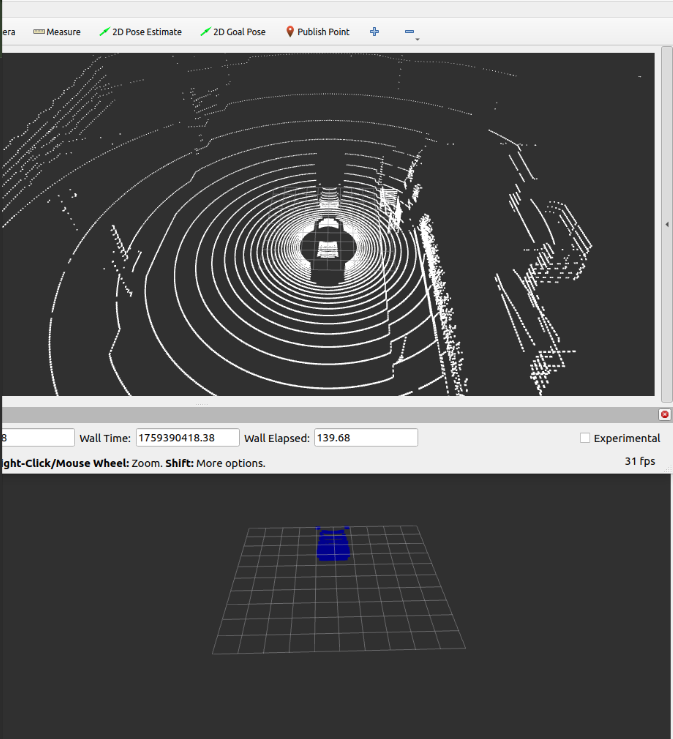 era Measure 2D Pose Estimate 2D Goal Pose Publish Point
8 Wall Time: 1759390418.38 Wall Elapsed: 139.68 Experimental
ight-Click/Mouse Wheel: Zoom. Shift: More options. 31 fps